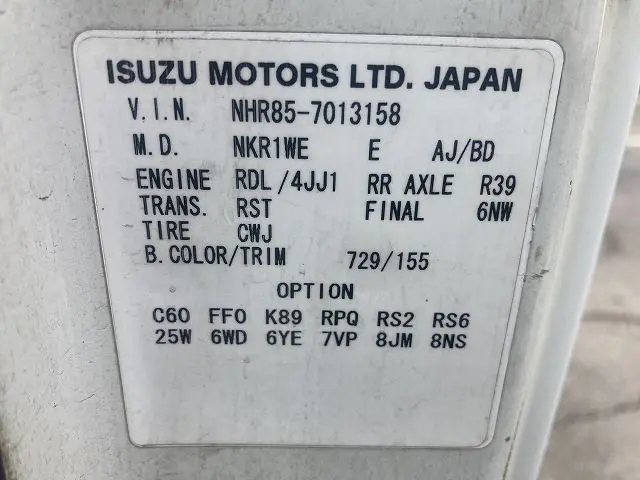 ISUZU MOTORS LTD. JAPAN
V.I.N. NHR85-7013158
M.D. NKR1WE E AJ/BD
ENGINE RDL/4JJ1 RR AXLE R39
TRANS. RST FINAL 6NW
TIRE CWJ
B.COLOR/TRIM 729/155
OPTION
C60 FF0 K89 RPQ RS2 RS6
25W 6WD 6YE 7VP 8JM 8NS